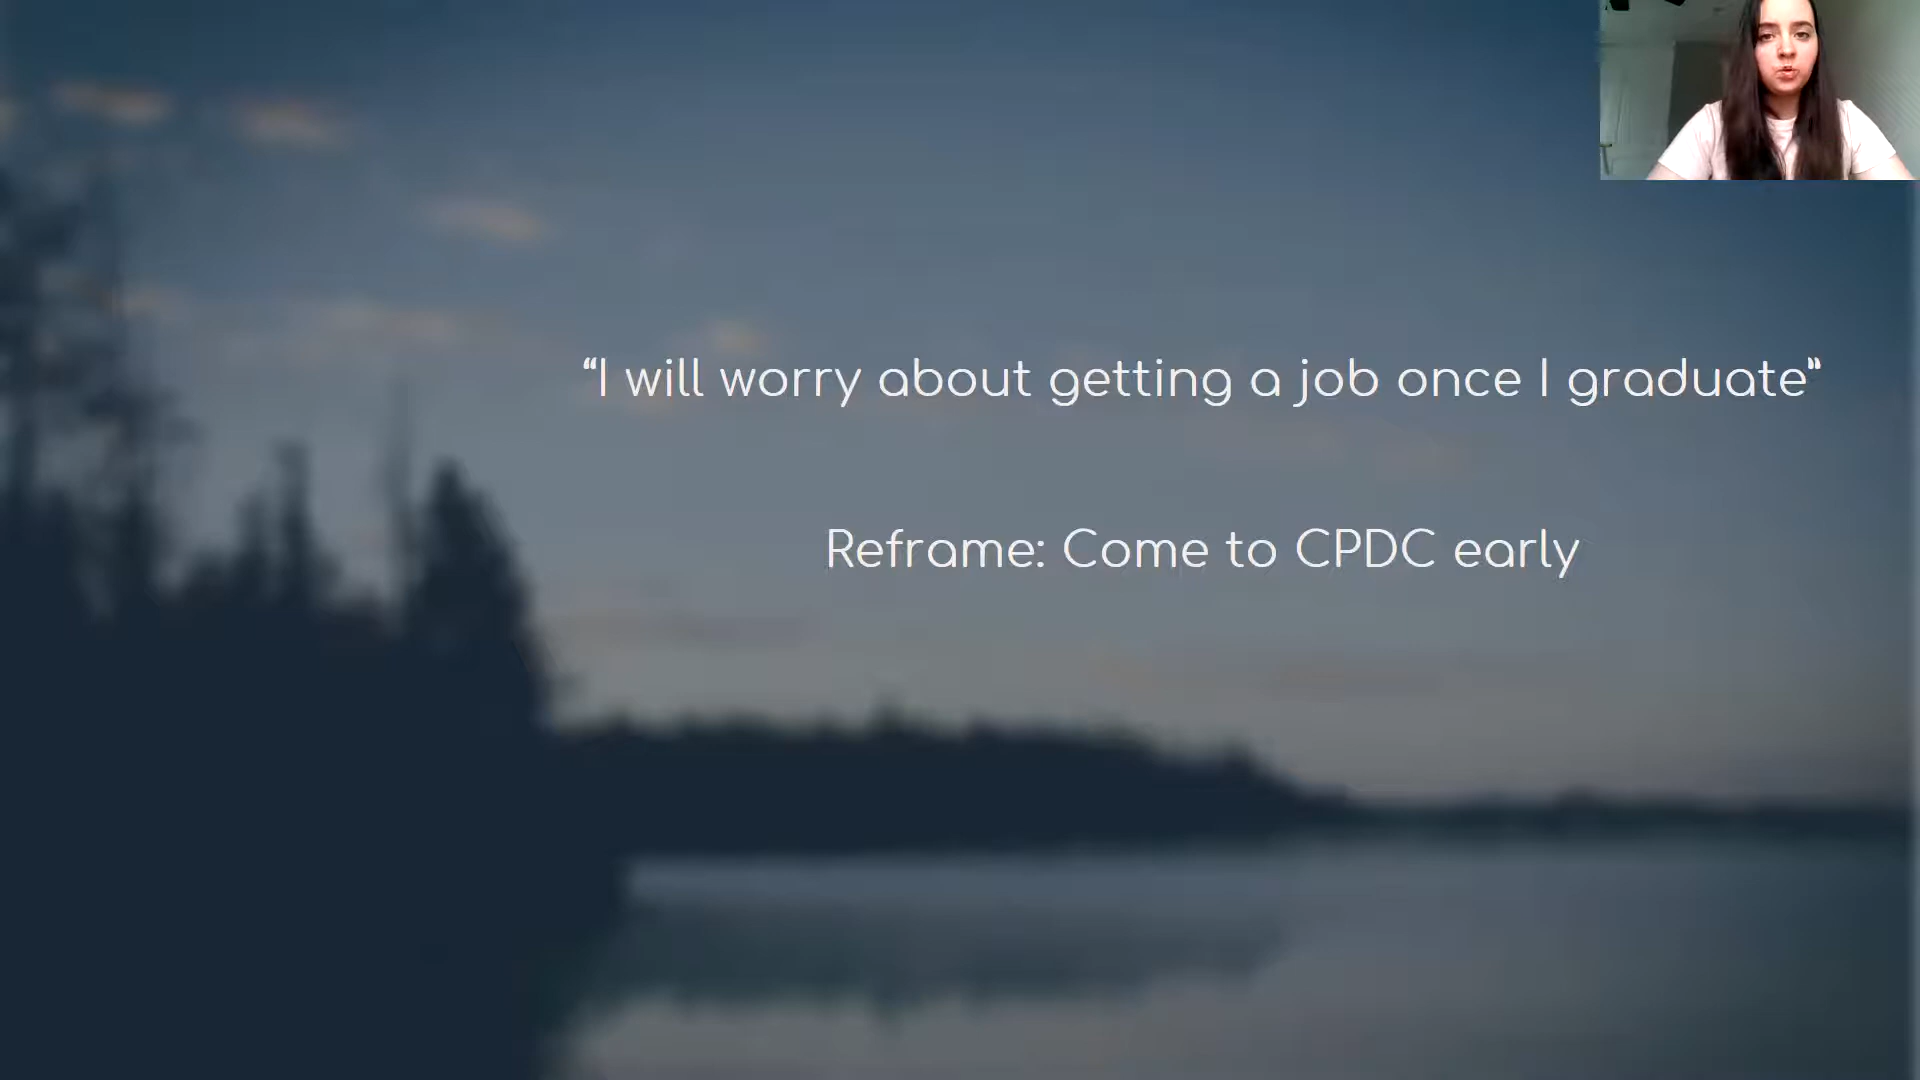 “I will worry about getting a job once I graduate”
Reframe: Come to CPDC early